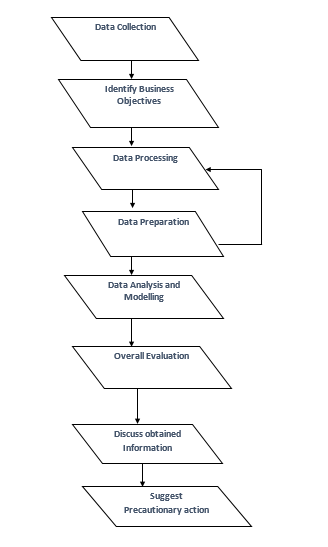 Data Collection
Identify Business
Objectives
Data Processing
Data Preparation
Data Analysis and
Modelling
Overall Evaluation
Discuss obtained
Information
Suggest
Precautionary action